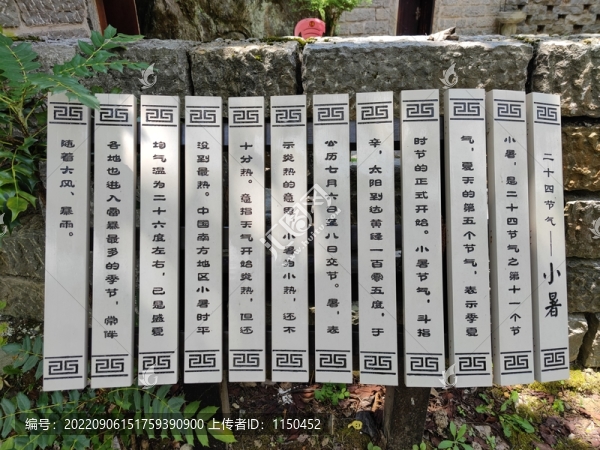 二十四节气——小暑
小暑，是二十四节气之第十一个节
气，夏天的第五个节气，表示季夏
时节的正式开始。小暑节气，斗指
辛，太阳到达黄经一百零五度，于
公历七月六日至八日交节。暑，表
示炎热的意思，小暑为小热，还不
十分热。意指天气开始炎热，但还
没到最热。中国南方地区小暑时平
均气温为二十六度左右，已是盛夏
各地也进入雷暴最多的季节，常伴
随着大风、暴雨。
编号：20220906151759390900 上传者ID：1150452